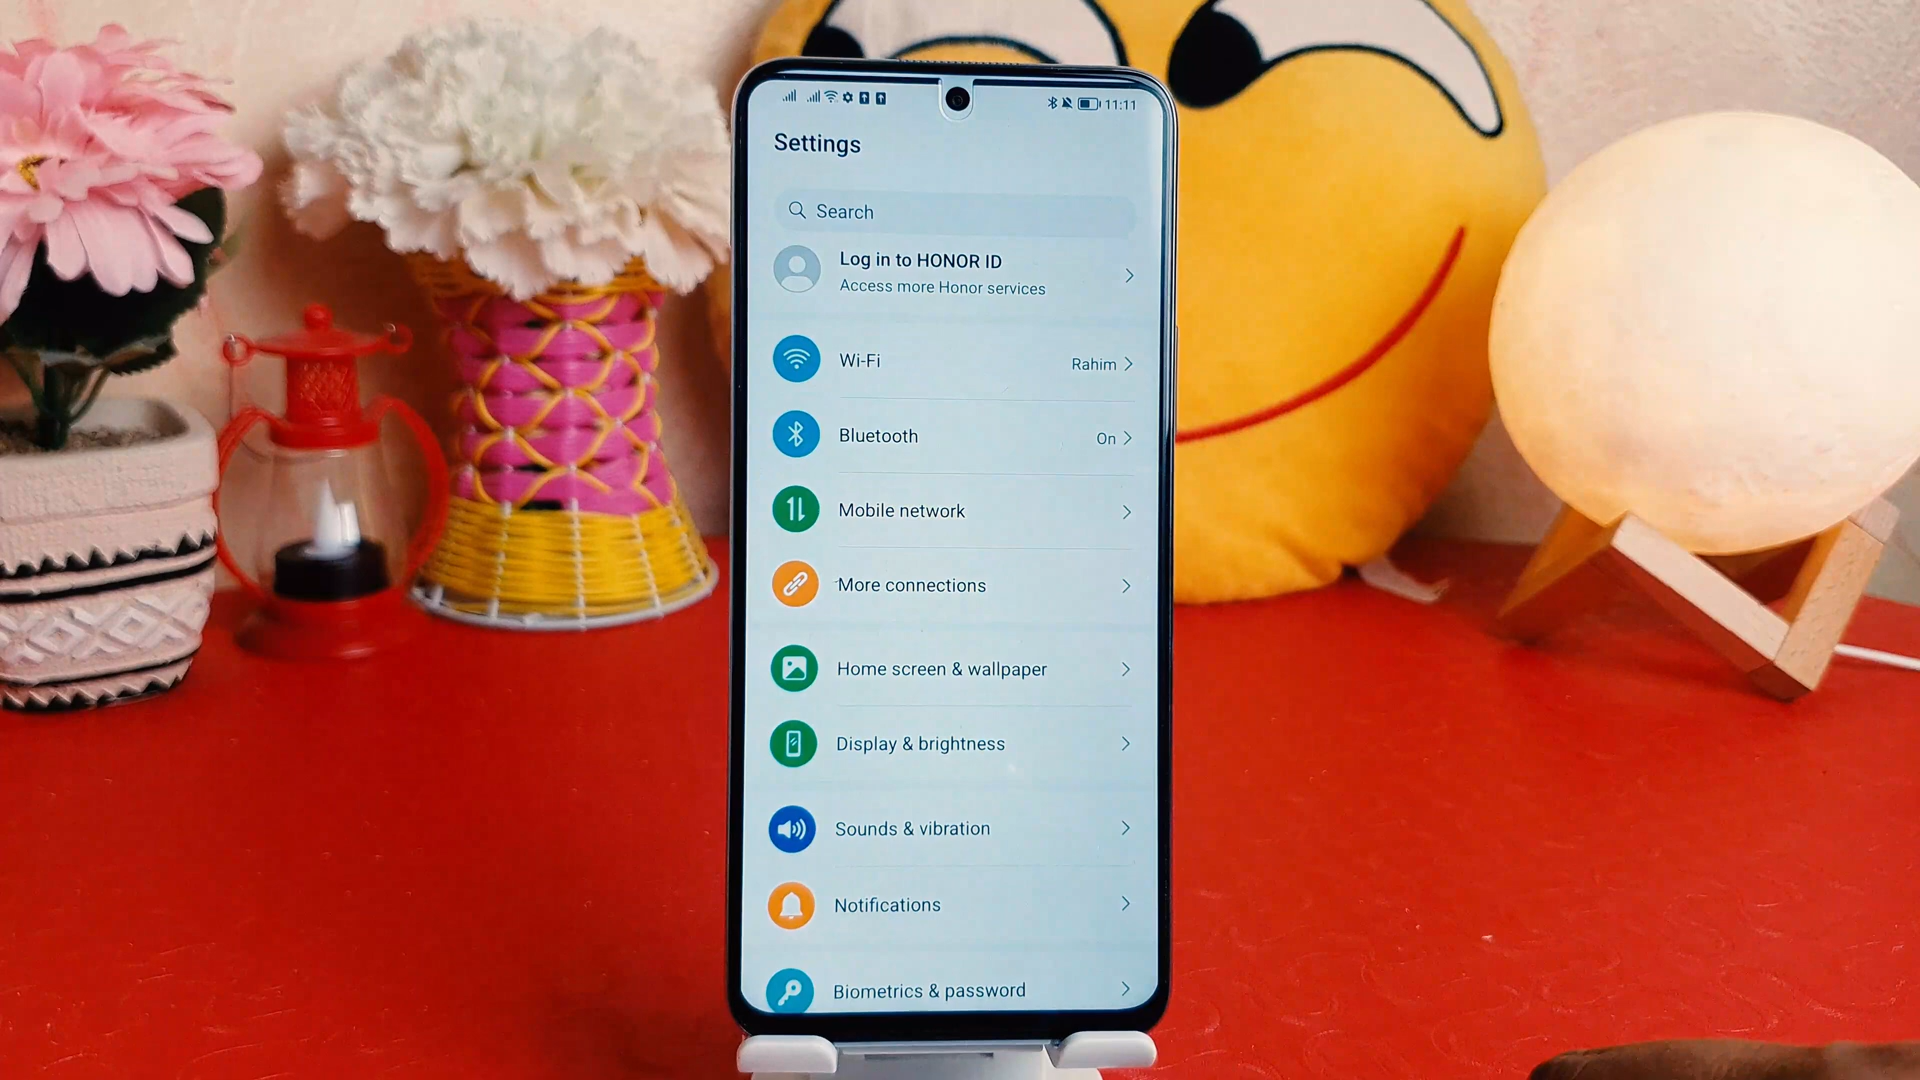 11:11
Settings
Search
Log in to HONOR ID
Access more Honor services
Wi-Fi Rahim
Bluetooth On
Mobile network
More connections
Home screen & wallpaper
Display & brightness
Sounds & vibration
Notifications
Biometrics & password